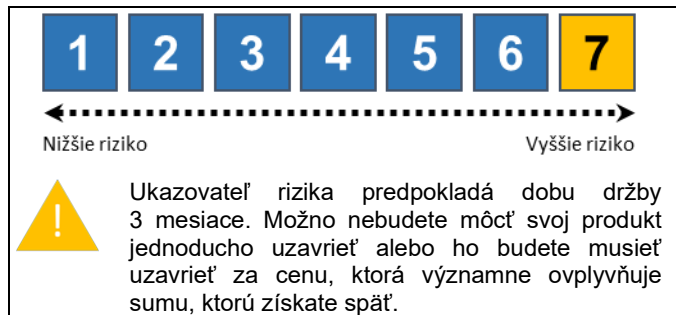 1 2 3 4 5 6 7
Nižšie riziko Vyššie riziko
!
Ukazovateľ rizika predpokladá dobu držby
3 mesiace. Možno nebudete môcť svoj produkt
jednoducho uzavrieť alebo ho budete musieť
uzavrieť za cenu, ktorá významne ovplyvňuje
sumu, ktorú získate späť.